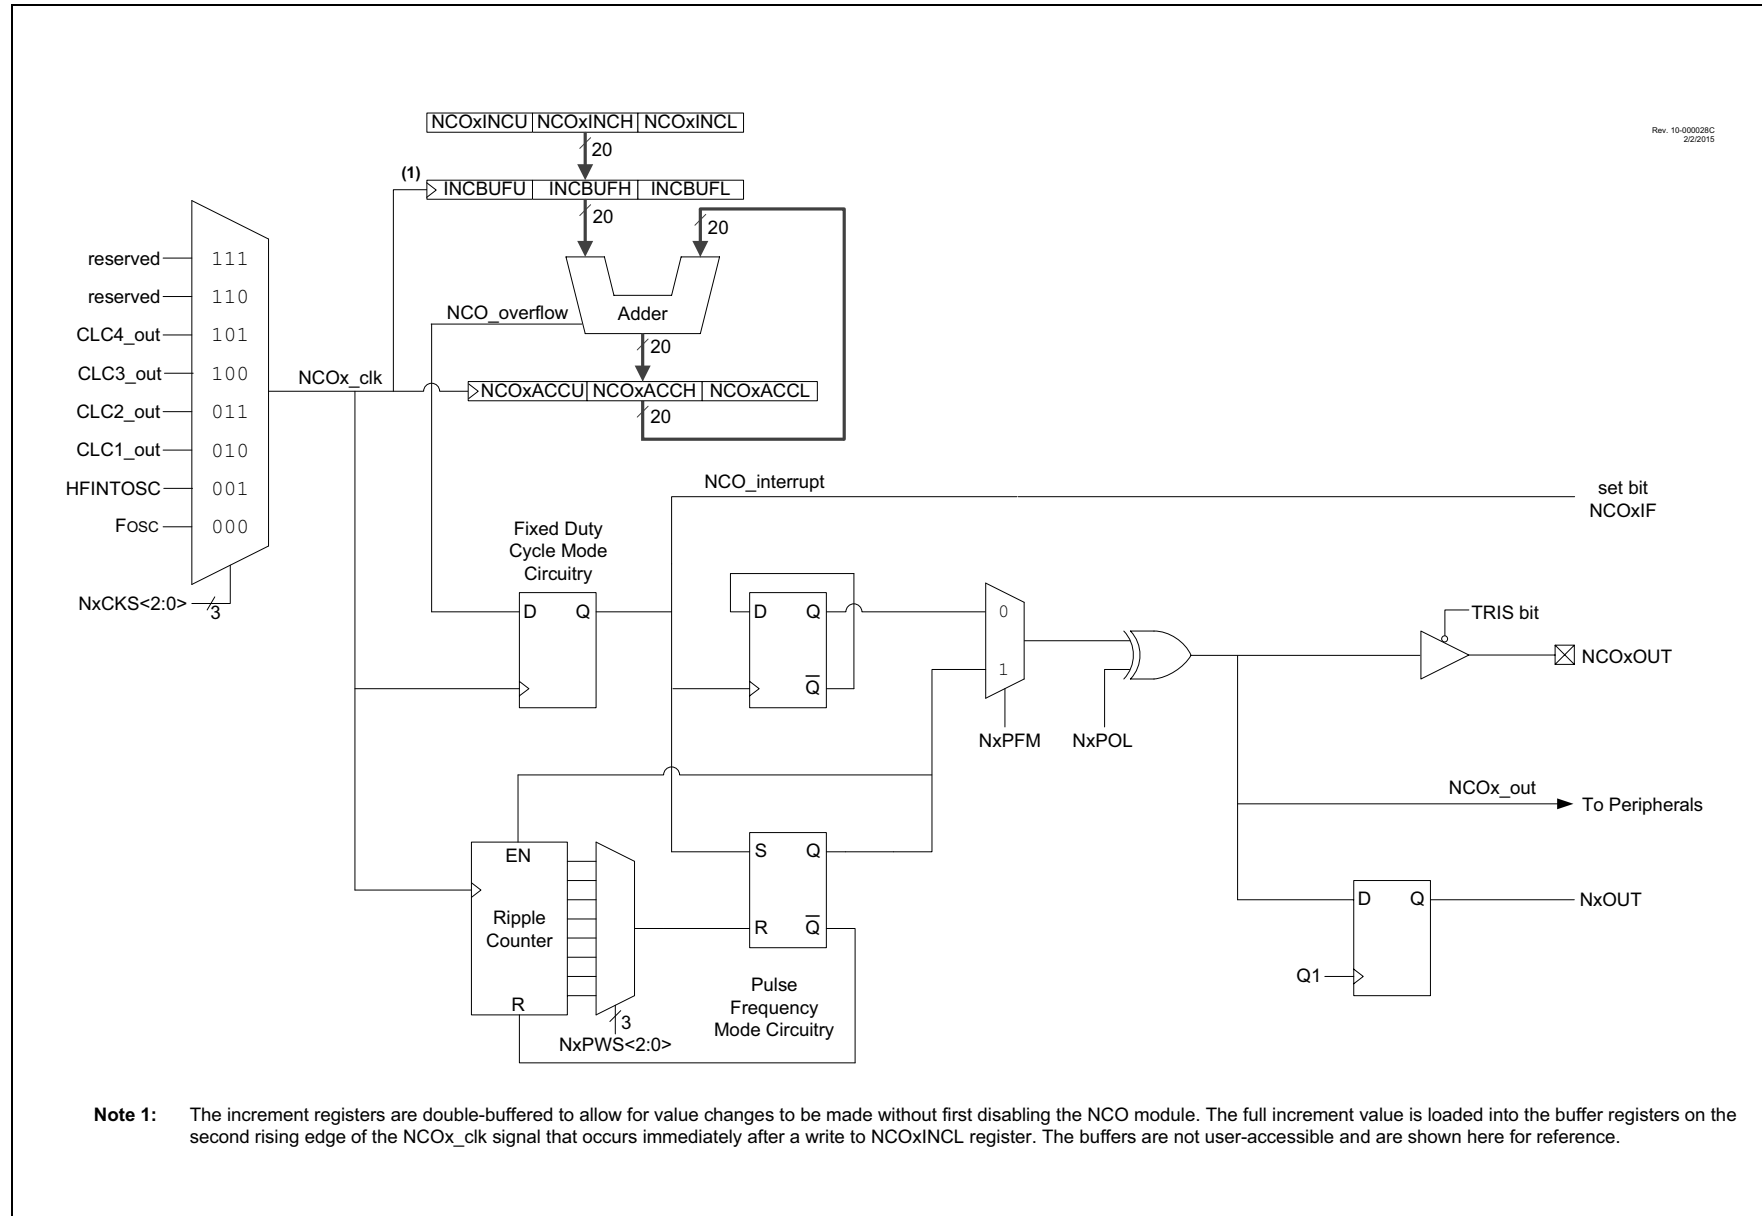 Rev. 10-000028C
2/2/2015
NCOxINCU NCOxINCH NCOxINCL
20
(1)
INCBUFU INCBUFH INCBUFL
20
20
reserved 111
reserved 110
CLC4_out 101
CLC3_out 100
CLC2_out 011
CLC1_out 010
HFINTOSC 001
FOSC 000
NxCKS<2:0>
3
NCOx_clk
NCO_overflow
Adder
20
NCOxACCU NCOxACCH NCOxACCL
20
NCO_interrupt
set bit
NCOxIF
Fixed Duty
Cycle Mode
Circuitry
D Q
D Q
Q
0
1
NxPFM
NxPOL
TRIS bit
NCOxOUT
NCOx_out
To Peripherals
EN
Ripple
Counter
R
3
NxPWS<2:0>
S Q
R Q
Pulse
Frequency
Mode Circuitry
D Q
NxOUT
Q1
Note 1: The increment registers are double-buffered to allow for value changes to be made without first disabling the NCO module. The full increment value is loaded into the buffer registers on the
second rising edge of the NCOx_clk signal that occurs immediately after a write to NCOxINCL register. The buffers are not user-accessible and are shown here for reference.